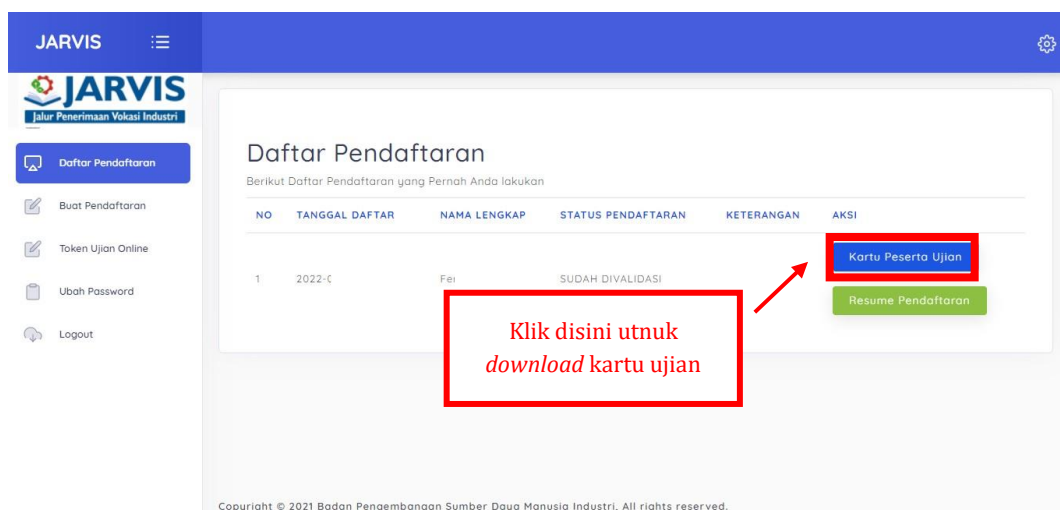 JARVIS
JARVIS
Jalur Penerimaan Vokasi Industri
Daftar Pendaftaran
Buat Pendaftaran
Token Ujian Online
Ubah Password
Logout
Daftar Pendaftaran
Berikut Daftar Pendaftaran yang Pernah Anda lakukan
NO TANGGAL DAFTAR NAMA LENGKAP STATUS PENDAFTARAN KETERANGAN AKSI
Kartu Peserta Ujian
1 2022- SUDAH DIVALIDASI
Resume Pendaftaran
Klik disini utnuk
download kartu ujian
Copyright © 2021 Badan Pengembangan Sumber Daya Manusia Industri, All rights reserved.